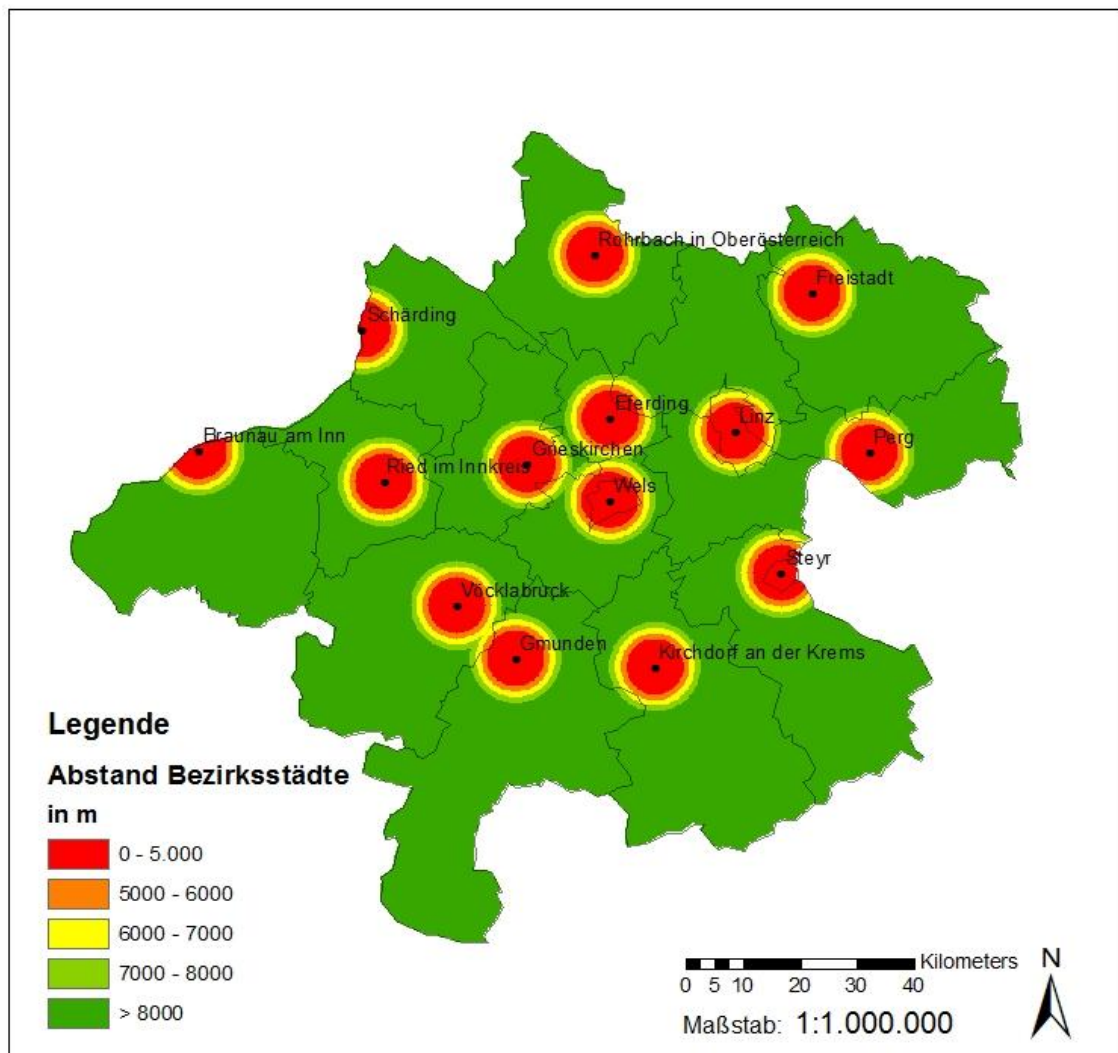 Rohrbach in Oberösterreich
Freistadt
Schärding
Eferding
Linz
Braunau am Inn
Grieskirchen
Perg
Ried im Innkreis
Wels
Steyr
Vöcklabruck
Gmunden
Kirchdorf an der Krems
Legende
Abstand Bezirksstädte
in m
0 - 5.000
5000 - 6000
6000 - 7000
7000 - 8000
> 8000
Kilometers
0 5 10 20 30 40
N
Maßstab: 1:1.000.000